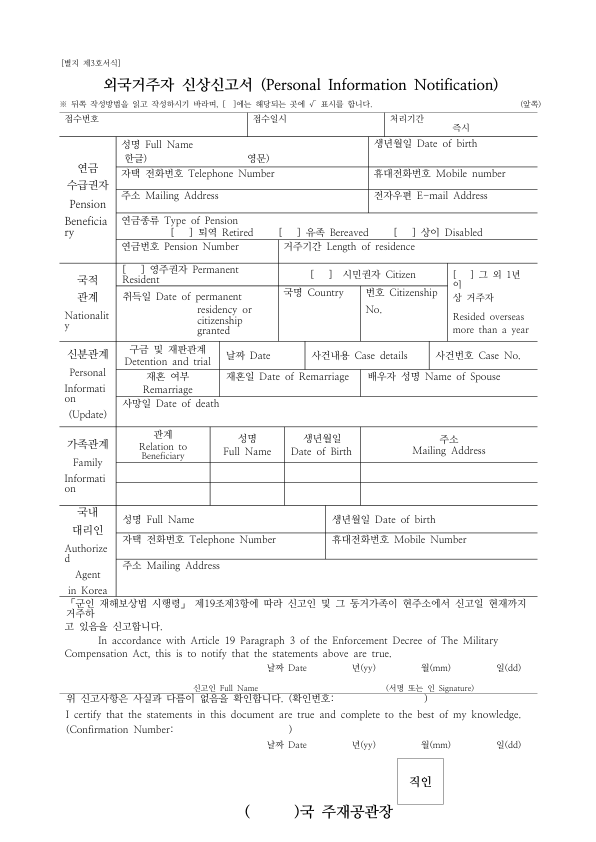 [별지 제3호서식]
외국거주자 신상신고서 (Personal Information Notification)
※ 뒤쪽 작성방법을 읽고 작성하시기 바라며, [ ]에는 해당되는 곳에 √ 표시를 합니다. (앞쪽)
접수번호 접수일시 처리기간
즉시
연금
수급권자
Pension
Beneficia
ry
성명 Full Name 생년월일 Date of birth
한글) 영문)
자택 전화번호 Telephone Number 휴대전화번호 Mobile number
주소 Mailing Address 전자우편 E-mail Address
연금종류 Type of Pension
[ ] 퇴역 Retired [ ] 유족 Bereaved [ ] 상이 Disabled
연금번호 Pension Number 거주기간 Length of residence
국적
관계
Nationalit
y
[ ] 영주권자 Permanent
Resident
[ ] 시민권자 Citizen
[ ] 그 외 1년
이
상 거주자
Resided overseas
more than a year
취득일 Date of permanent
residency or
citizenship
granted
국명 Country
번호 Citizenship
No.
신분관계
Personal
Informati
on
(Update)
구금 및 재판관계
Detention and trial
날짜 Date 사건내용 Case details 사건번호 Case No.
재혼 여부
Remarriage
재혼일 Date of Remarriage 배우자 성명 Name of Spouse
사망일 Date of death
가족관계
Family
Informati
on
관계
Relation to
Beneficiary
성명
Full Name
생년월일
Date of Birth
주소
Mailing Address
국내
대리인
Authorize
d
Agent
in Korea
성명 Full Name 생년월일 Date of birth
자택 전화번호 Telephone Number 휴대전화번호 Mobile Number
주소 Mailing Address
「군인 재해보상법 시행령」 제19조제3항에 따라 신고인 및 그 동거가족이 현주소에서 신고일 현재까지
거주하
고 있음을 신고합니다.
In accordance with Article 19 Paragraph 3 of the Enforcement Decree of The Military
Compensation Act, this is to notify that the statements above are true.
날짜 Date 년(yy) 월(mm) 일(dd)
신고인 Full Name (서명 또는 인 Signature)
위 신고사항은 사실과 다름이 없음을 확인합니다. (확인번호: )
I certify that the statements in this document are true and complete to the best of my knowledge.
(Confirmation Number: )
날짜 Date 년(yy) 월(mm) 일(dd)
직인
( )국 주재공관장